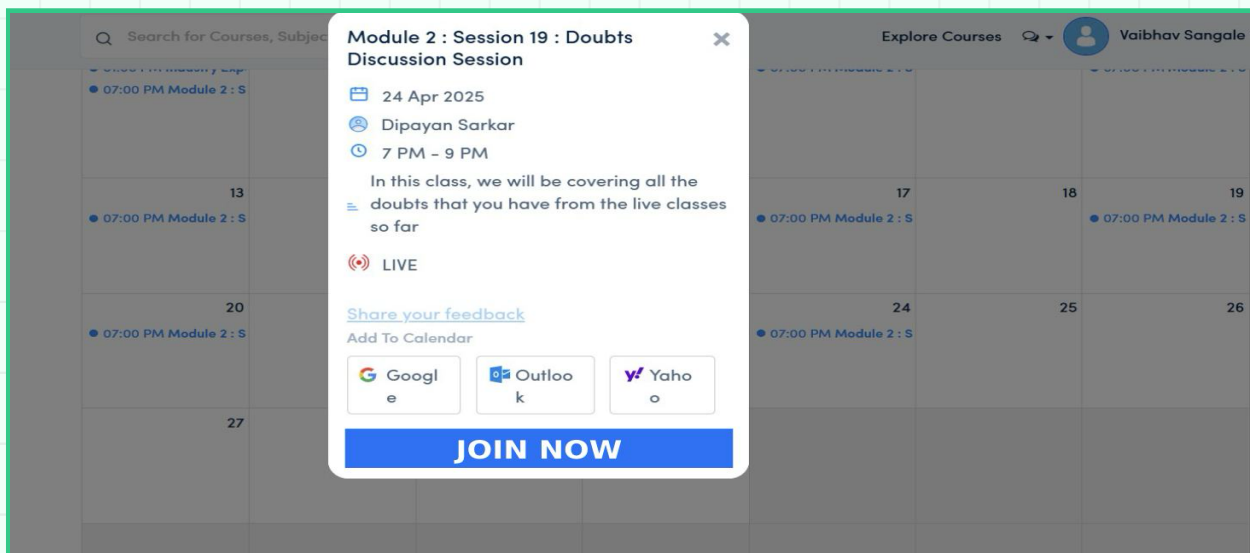 Search for Courses, Subjec
Explore Courses
Vaibhav Sangale
Module 2 : Session 19 : Doubts
Discussion Session
24 Apr 2025
Dipayan Sarkar
7 PM - 9 PM
In this class, we will be covering all the
doubts that you have from the live classes
so far
LIVE
Share your feedback
Add To Calendar
Googl
e
Outloo
k
Yaho
o
JOIN NOW
07:00 PM Module 2 : S
13
07:00 PM Module 2 : S
17
07:00 PM Module 2 : S
18
19
07:00 PM Module 2 : S
20
07:00 PM Module 2 : S
24
07:00 PM Module 2 : S
25
26
27